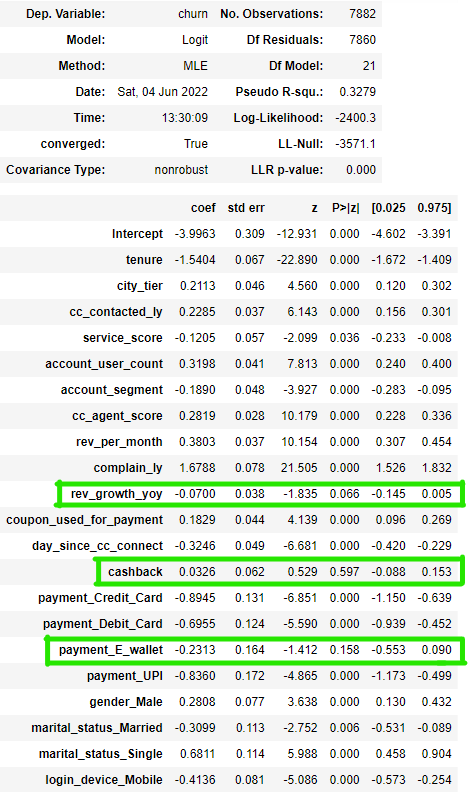 Dep. Variable: churn No. Observations: 7882
Model: Logit Df Residuals: 7860
Method: MLE Df Model: 21
Date: Sat, 04 Jun 2022 Pseudo R-squ.: 0.3279
Time: 13:30:09 Log-Likelihood: -2400.3
converged: True LL-Null: -3571.1
Covariance Type: nonrobust LLR p-value: 0.000
coef std err z P>|z| [0.025 0.975]
Intercept -3.9963 0.309 -12.931 0.000 -4.602 -3.391
tenure -1.5404 0.067 -22.890 0.000 -1.672 -1.409
city_tier 0.2113 0.046 4.560 0.000 0.120 0.302
cc_contacted_ly 0.2285 0.037 6.143 0.000 0.156 0.301
service_score -0.1205 0.057 -2.099 0.036 -0.233 -0.008
account_user_count 0.3198 0.041 7.813 0.000 0.240 0.400
account_segment -0.1890 0.048 -3.927 0.000 -0.283 -0.095
cc_agent_score 0.2819 0.028 10.179 0.000 0.228 0.336
rev_per_month 0.3803 0.037 10.154 0.000 0.307 0.454
complain_ly 1.6788 0.078 21.505 0.000 1.526 1.832
rev_growth_yoy -0.0700 0.038 -1.835 0.066 -0.145 0.005
coupon_used_for_payment 0.1829 0.044 4.139 0.000 0.096 0.269
day_since_cc_connect -0.3246 0.049 -6.681 0.000 -0.420 -0.229
cashback 0.0326 0.062 0.529 0.597 -0.088 0.153
payment_Credit_Card -0.8945 0.131 -6.851 0.000 -1.150 -0.639
payment_Debit_Card -0.6955 0.124 -5.590 0.000 -0.939 -0.452
payment_E_wallet -0.2313 0.164 -1.412 0.158 -0.553 0.090
payment_UPI -0.8360 0.172 -4.865 0.000 -1.173 -0.499
gender_Male 0.2808 0.077 3.638 0.000 0.130 0.432
marital_status_Married -0.3099 0.113 -2.752 0.006 -0.531 -0.089
marital_status_Single 0.6811 0.114 5.988 0.000 0.458 0.904
login_device_Mobile -0.4136 0.081 -5.086 0.000 -0.573 -0.254